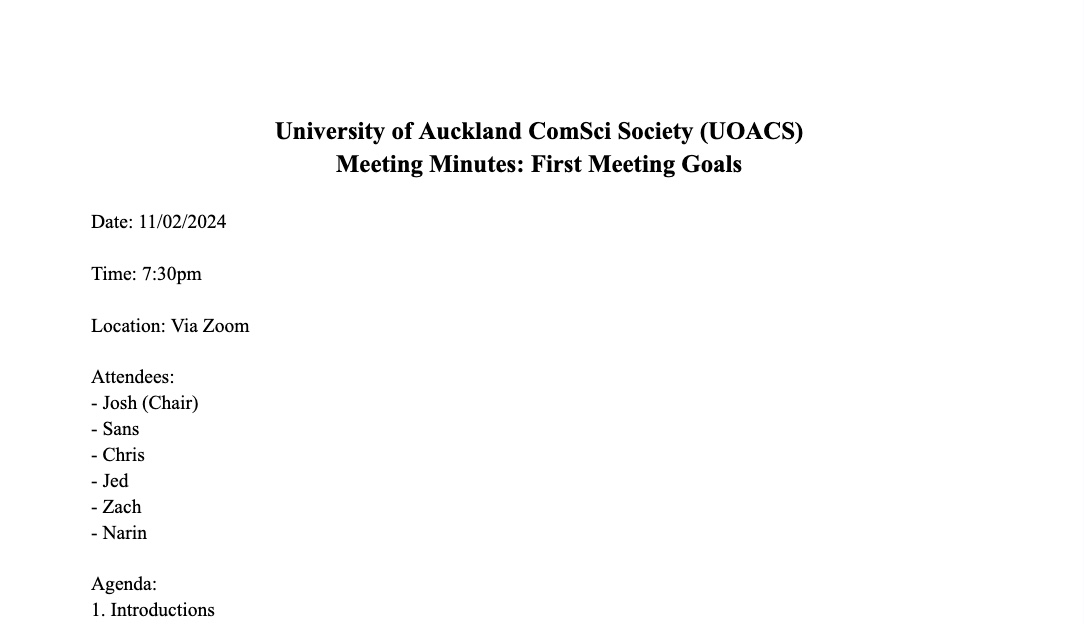 University of Auckland ComSci Society (UOACS)
Meeting Minutes: First Meeting Goals
Date: 11/02/2024
Time: 7:30pm
Location: Via Zoom
Attendees:
- Josh (Chair)
- Sans
- Chris
- Jed
- Zach
- Narin
Agenda:
1. Introductions